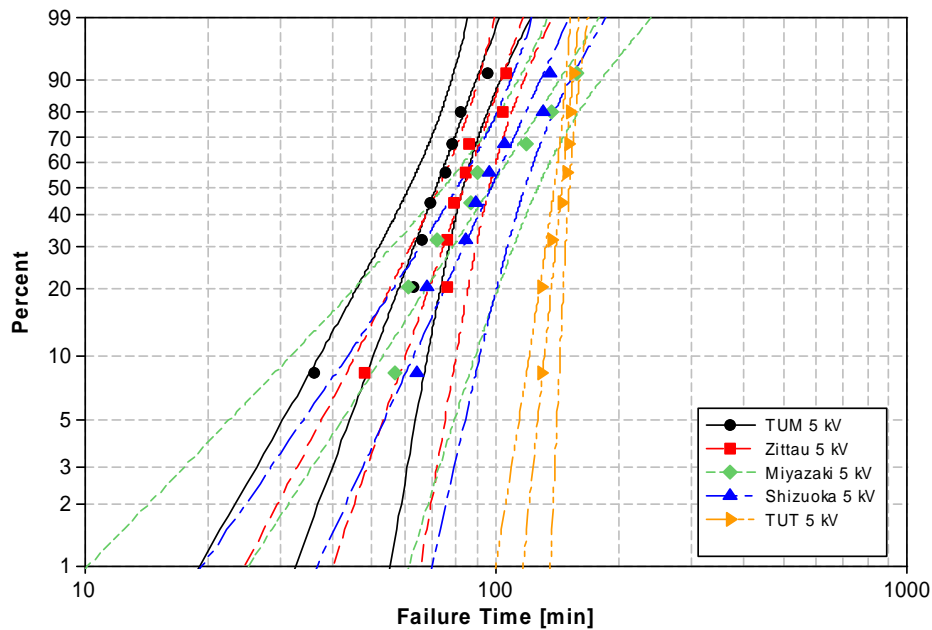 99
90
80
70
60
50
40
30
20
10
5
3
2
1
Percent
10
100
1000
Failure Time [min]
TUM 5 kV
Zittau 5 kV
Miyazaki 5 kV
Shizuoka 5 kV
TUT 5 kV